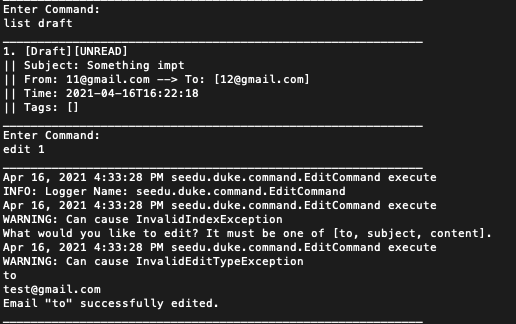 Enter Command:
list draft
____________________________________________________________
1. [Draft][UNREAD]
|| Subject: Something impt
|| From: 11@gmail.com --> To: [12@gmail.com]
|| Time: 2021-04-16T16:22:18
|| Tags: []
____________________________________________________________
Enter Command:
edit 1
____________________________________________________________
Apr 16, 2021 4:33:28 PM seedu.duke.command.EditCommand execute
INFO: Logger Name: seedu.duke.command.EditCommand
Apr 16, 2021 4:33:28 PM seedu.duke.command.EditCommand execute
WARNING: Can cause InvalidIndexException
What would you like to edit? It must be one of [to, subject, content].
Apr 16, 2021 4:33:28 PM seedu.duke.command.EditCommand execute
WARNING: Can cause InvalidEditTypeException
to
test@gmail.com
Email "to" successfully edited.
____________________________________________________________